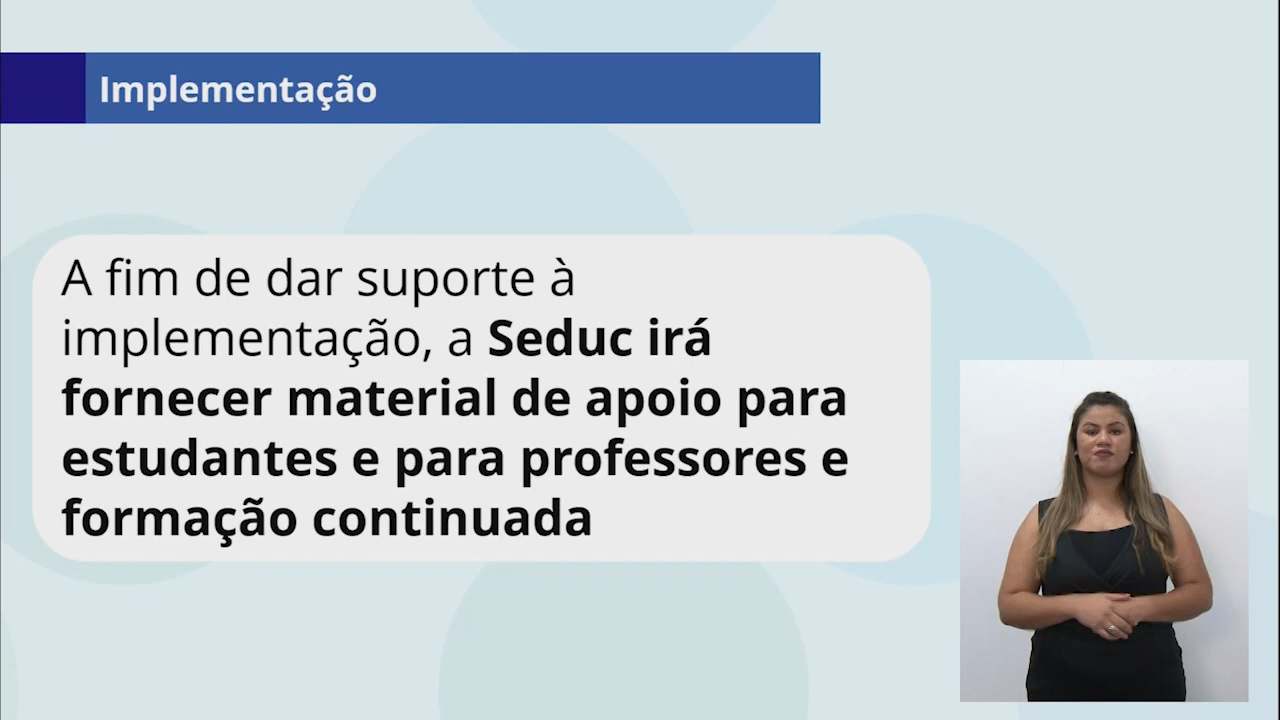 Implementação
A fim de dar suporte à
implementação, a Seduc irá
fornecer material de apoio para
estudantes e para professores e
formação continuada